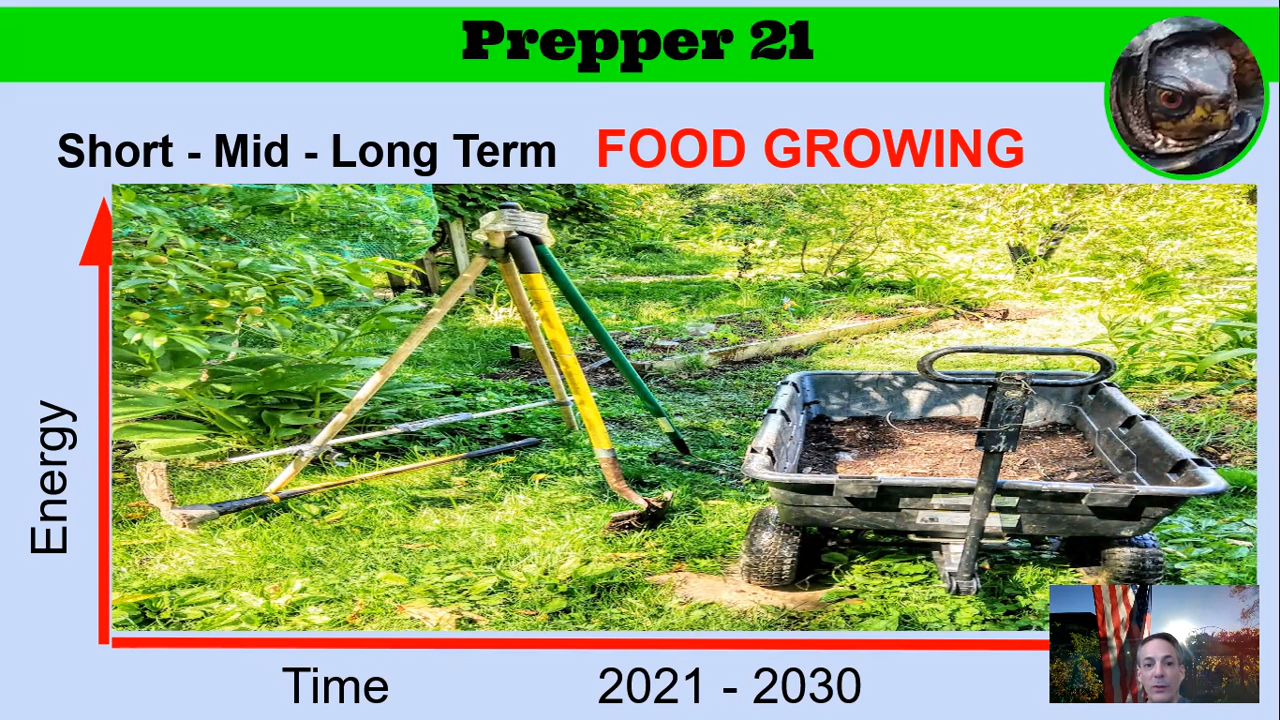 Prepper 21
Short - Mid - Long Term FOOD GROWING
Energy
Time 2021 - 2030